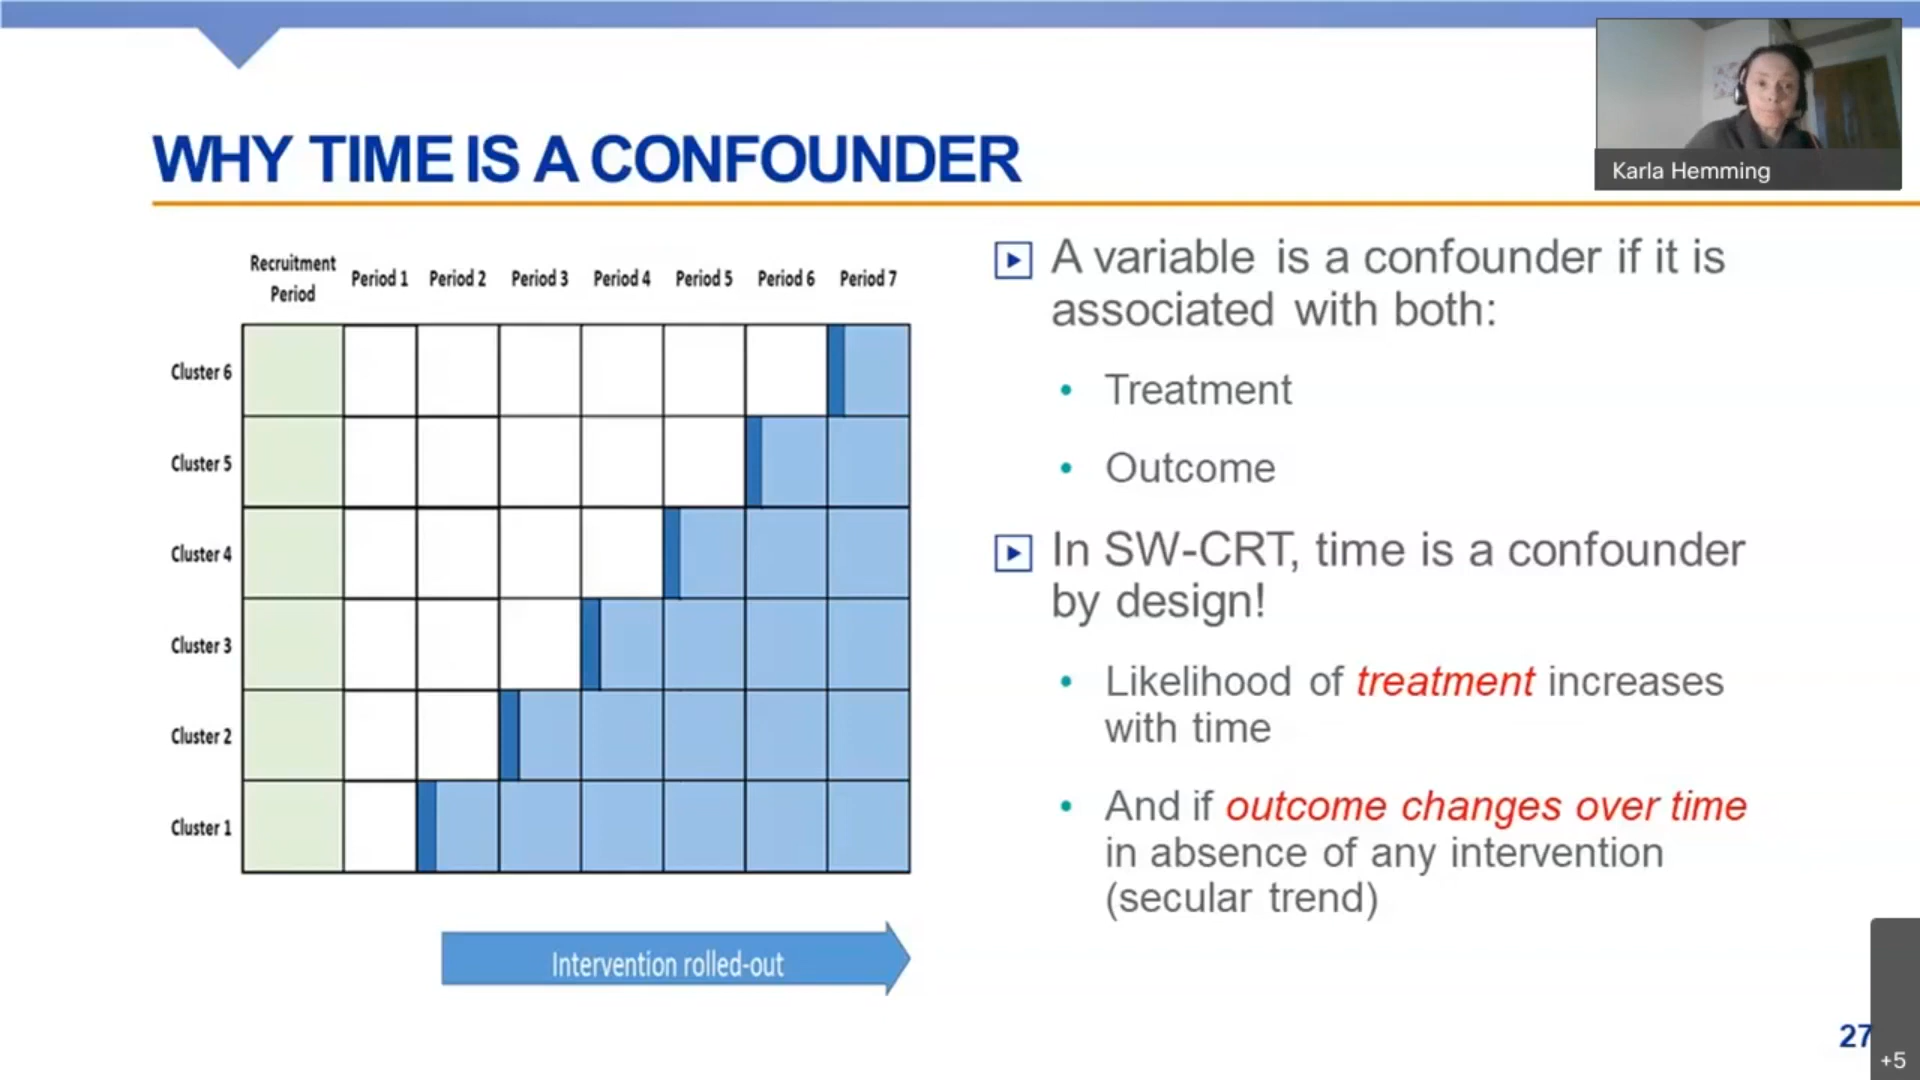 Karla Hemming
WHY TIME IS A CONFOUNDER
Recruitment
Period
Period 1
Period 2
Period 3
Period 4
Period 5
Period 6
Period 7
Cluster 6
Cluster 5
Cluster 4
Cluster 3
Cluster 2
Cluster 1
Intervention rolled-out
A variable is a confounder if it is
associated with both:
• Treatment
• Outcome
In SW-CRT, time is a confounder
by design!
• Likelihood of treatment increases
with time
• And if outcome changes over time
in absence of any intervention
(secular trend)
27
+5